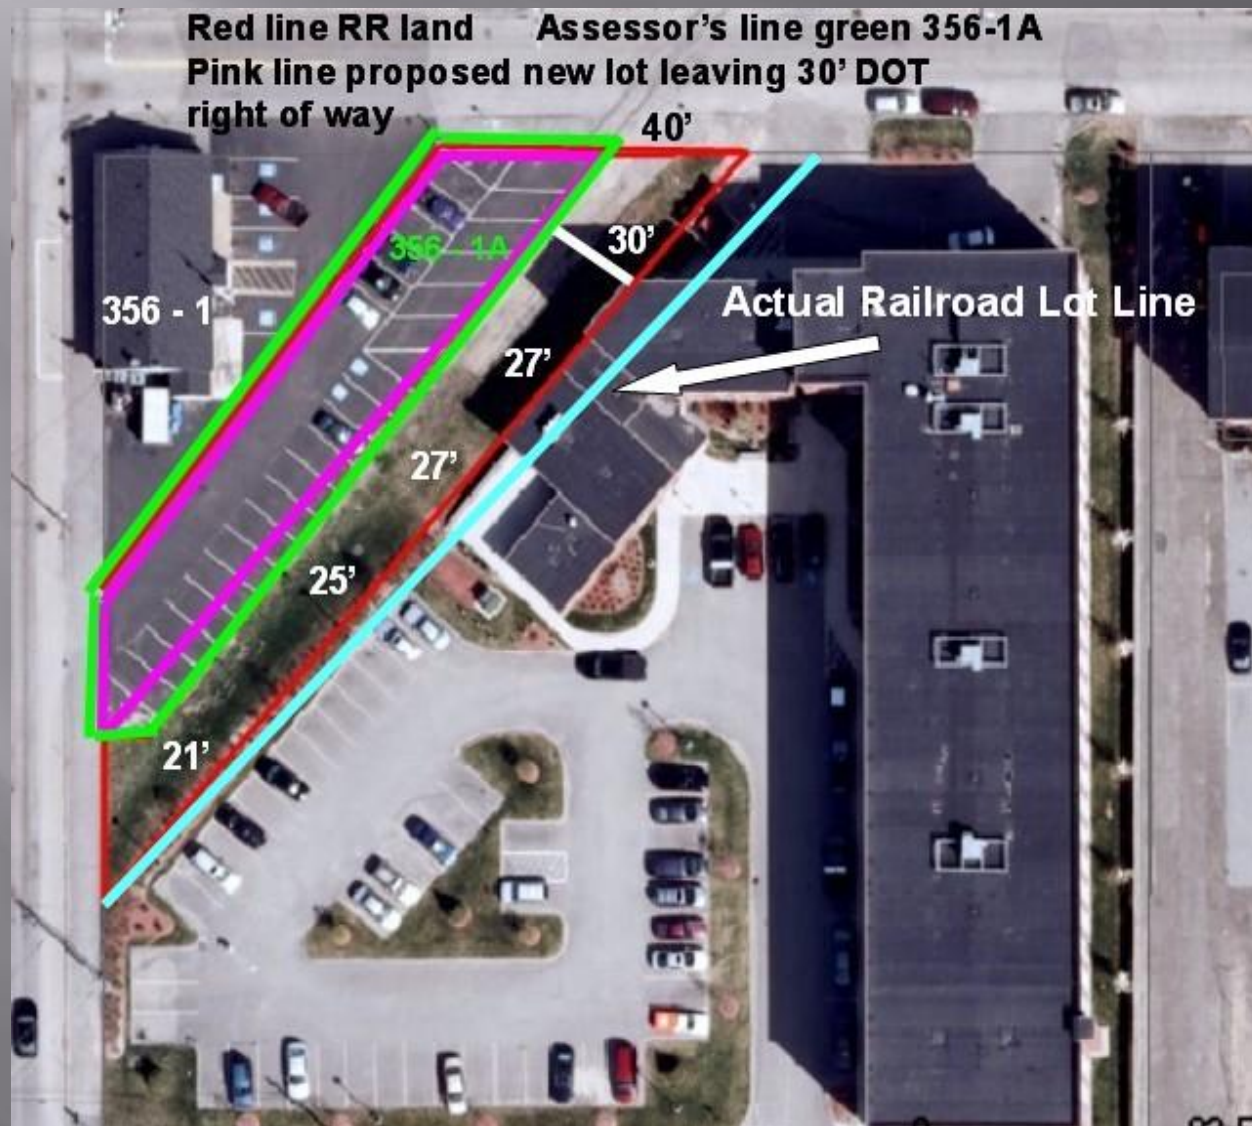 Red line RR land Assessor's line green 356-1A
Pink line proposed new lot leaving 30' DOT
right of way
40'
30'
356 - 1A
356 - 1
Actual Railroad Lot Line
27'
27'
25'
21'